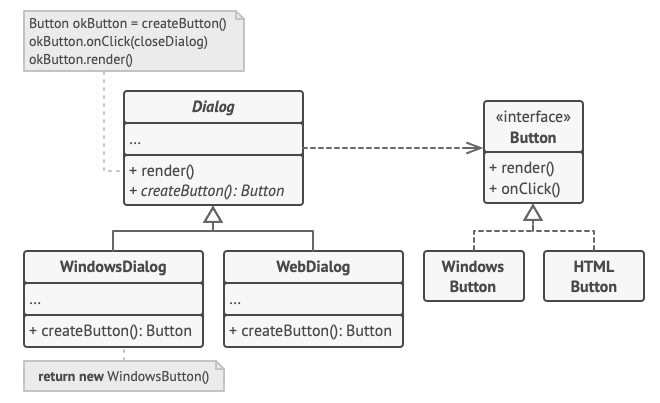 Button okButton = createButton()
okButton.onClick(closeDialog)
okButton.render()
Dialog
...
+ render()
+ createButton(): Button
«interface»
Button
+ render()
+ onClick()
WindowsDialog
...
+ createButton(): Button
WebDialog
...
+ createButton(): Button
Windows
Button
HTML
Button
return new WindowsButton()